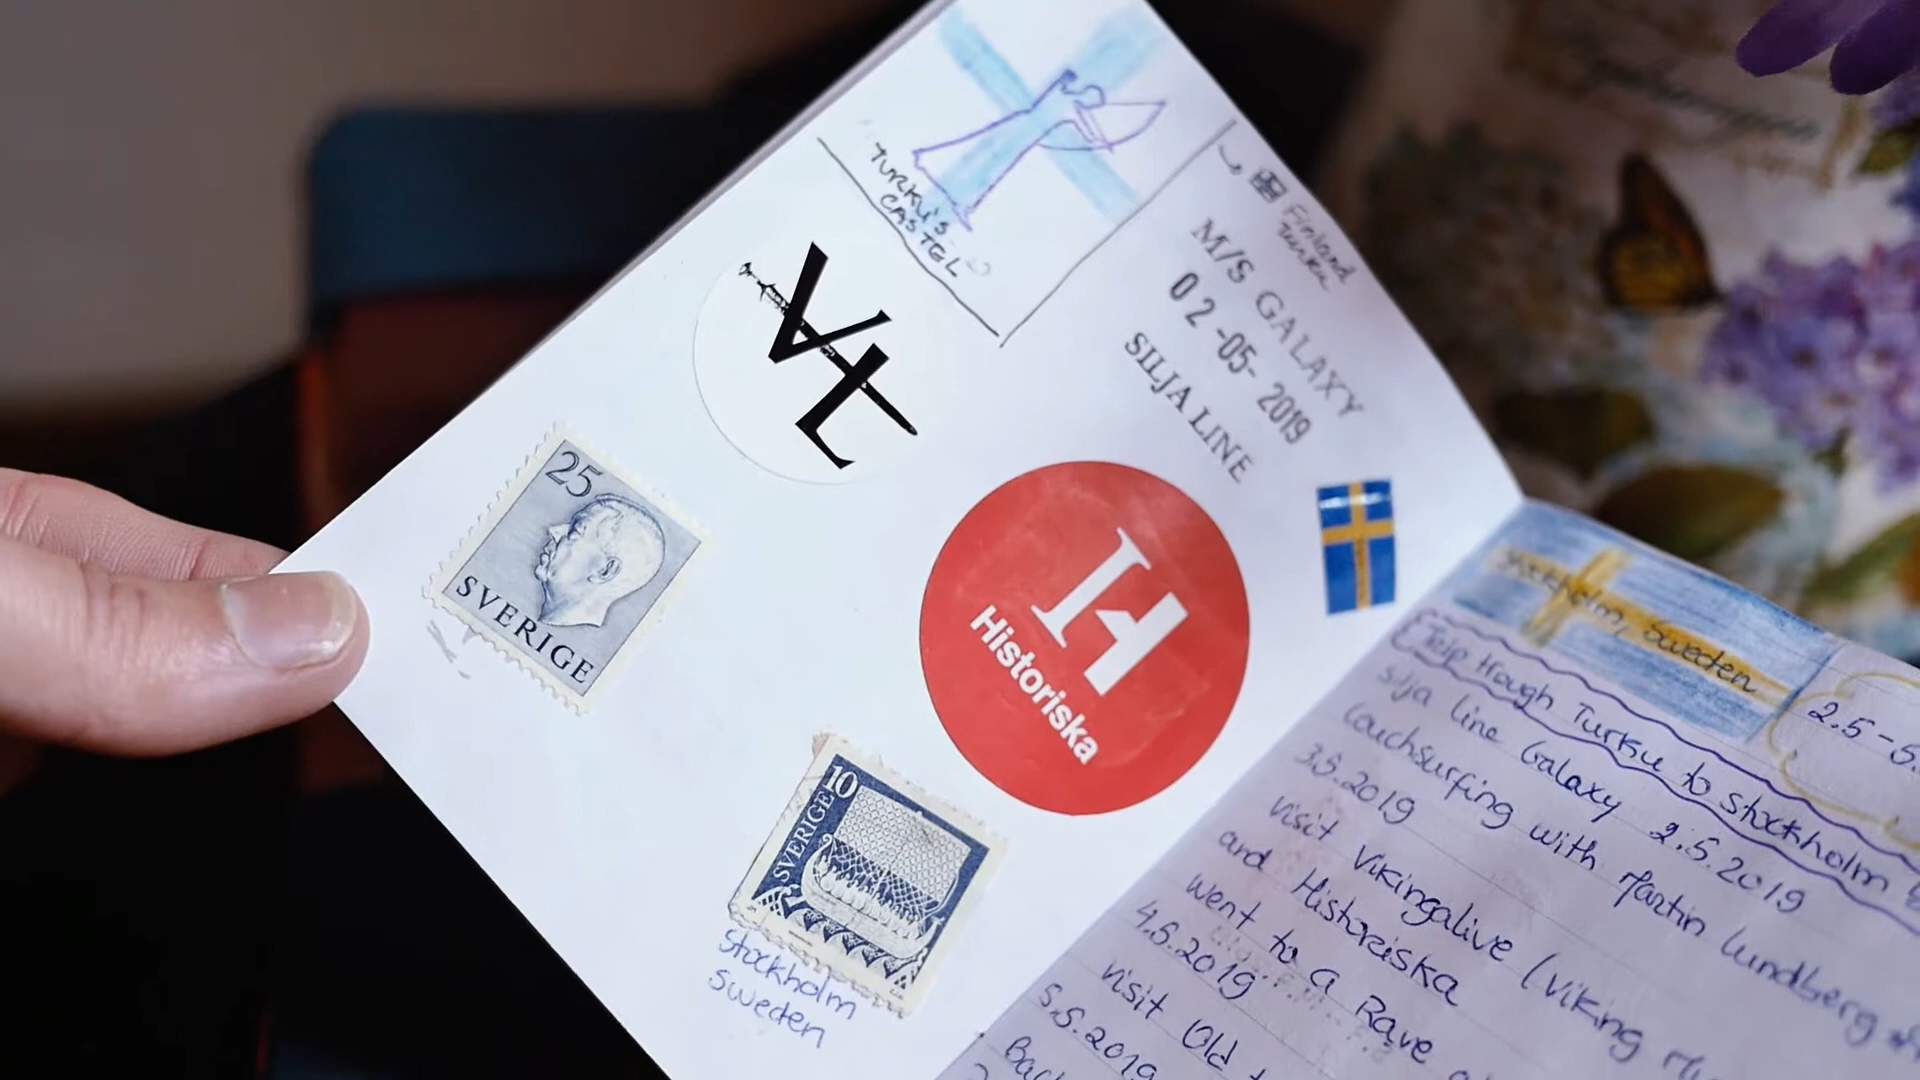 TURKU'S
CASTEL
Finland
Turku
M/S GALAXY
02-05-2019
SILJA LINE
VL
25
SVERIGE
H
Historiska
10
SVERIGE
Stockholm
Sweden
Stockholm, Sweden
2.5-5.
Trip trough Turku to Stockholm
Silja line Galaxy 2.5.2019
Couchsurfing with Martin Lundberg
3.5.2019
visit Vikingalive (Viking
and Historiska
went to a Rave
4.5.2019
visit Old
5.5.2019